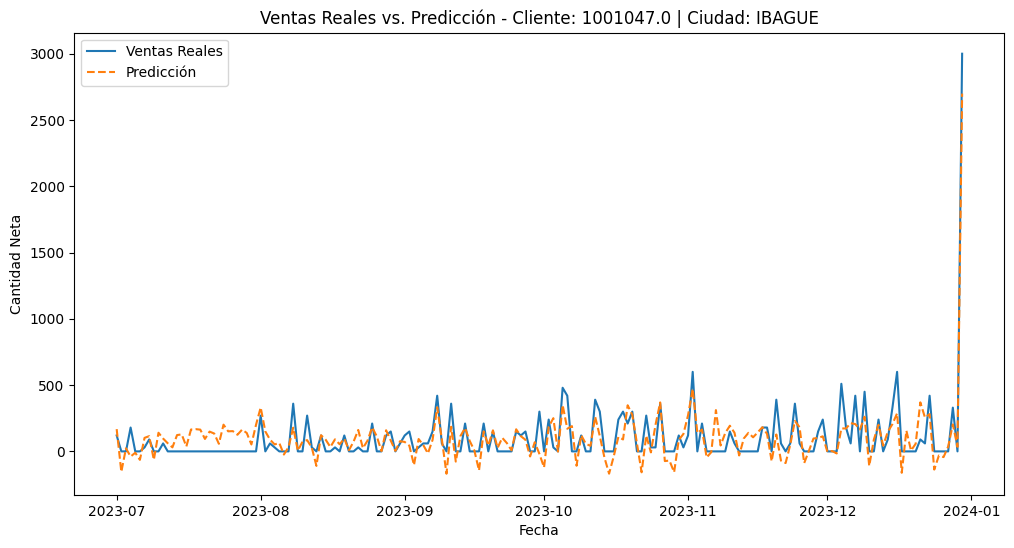 Ventas Reales vs. Predicción - Cliente: 1001047.0 | Ciudad: IBAGUE
Ventas Reales
Predicción
Cantidad Neta
3000
2500
2000
1500
1000
500
0
2023-07 2023-08 2023-09 2023-10 2023-11 2023-12 2024-01
Fecha